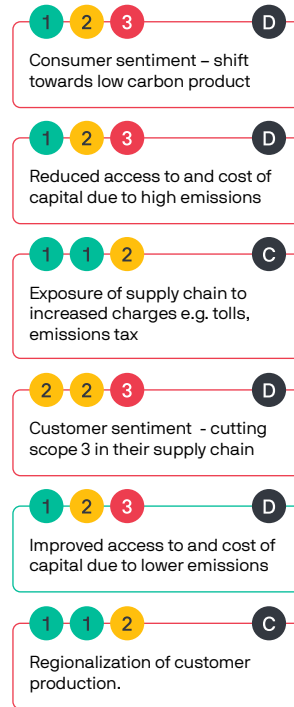 1 2 3 D
Consumer sentiment – shift
towards low carbon product
1 2 3 D
Reduced access to and cost of
capital due to high emissions
1 1 2 C
Exposure of supply chain to
increased charges e.g. tolls,
emissions tax
2 2 3 D
Customer sentiment - cutting
scope 3 in their supply chain
1 2 3 D
Improved access to and cost of
capital due to lower emissions
1 1 2 C
Regionalization of customer
production.